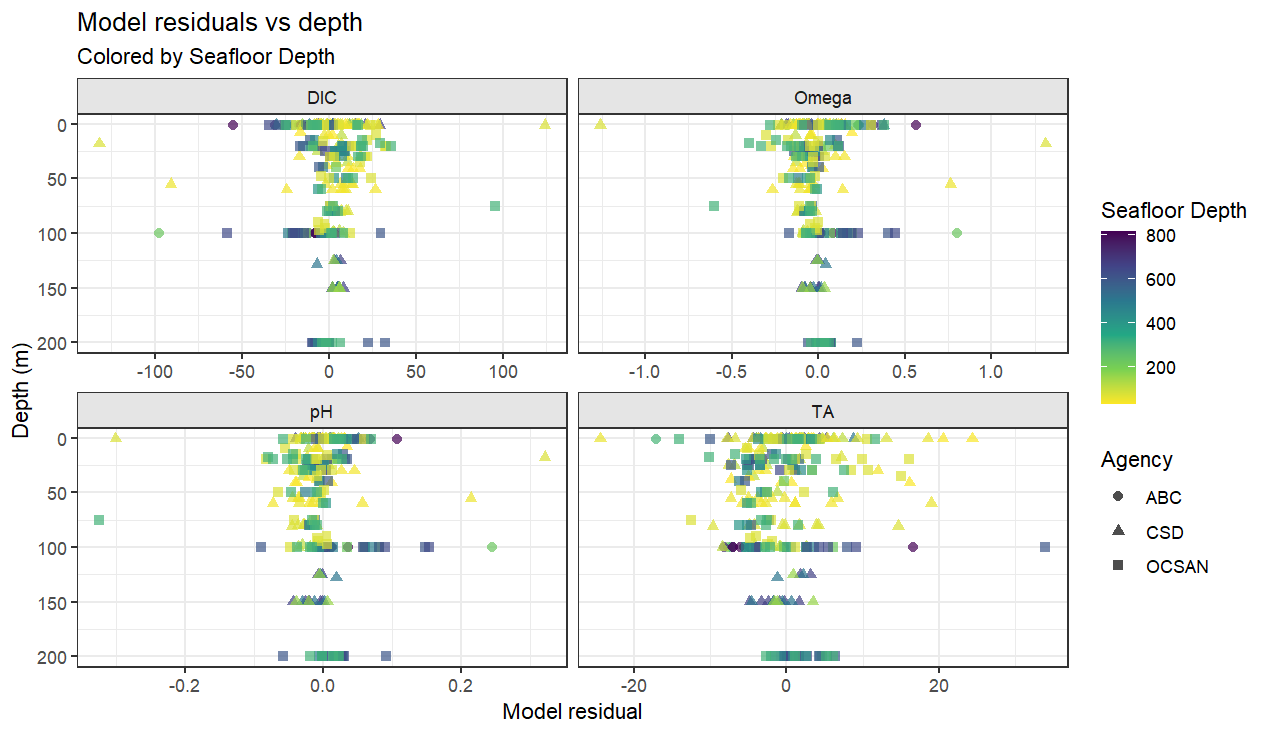 Model residuals vs depth
Colored by Seafloor Depth
DIC
Omega
0
50
100
150
200
-100
-50
0
50
100
-1.0
-0.5
0.0
0.5
1.0
pH
TA
0
50
100
150
200
-0.2
0.0
0.2
-20
0
20
Depth (m)
Model residual
Seafloor Depth
800
600
400
200
Agency
ABC
CSD
OCSAN